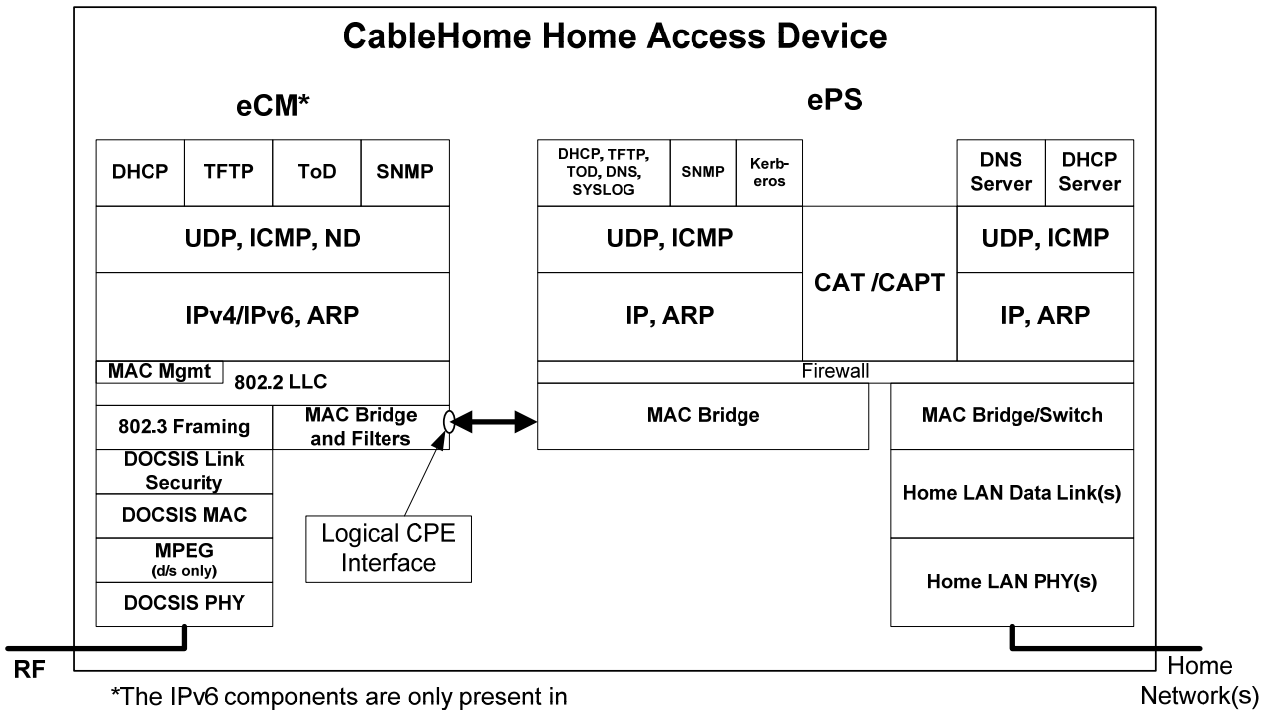 CableHome Home Access Device
eCM*
ePS
DHCP
TFTP
ToD
SNMP
DHCP, TFTP,
TOD, DNS,
SYSLOG
SNMP
Kerb-
eros
DNS
Server
DHCP
Server
UDP, ICMP, ND
UDP, ICMP
CAT /CAPT
UDP, ICMP
IPv4/IPv6, ARP
IP, ARP
IP, ARP
MAC Mgmt
802.2 LLC
Firewall
802.3 Framing
MAC Bridge
and Filters
MAC Bridge
MAC Bridge/Switch
DOCSIS Link
Security
DOCSIS MAC
MPEG
(d/s only)
DOCSIS PHY
Logical CPE
Interface
Home LAN Data Link(s)
Home LAN PHY(s)
RF
Home
Network(s)
*The IPv6 components are only present in